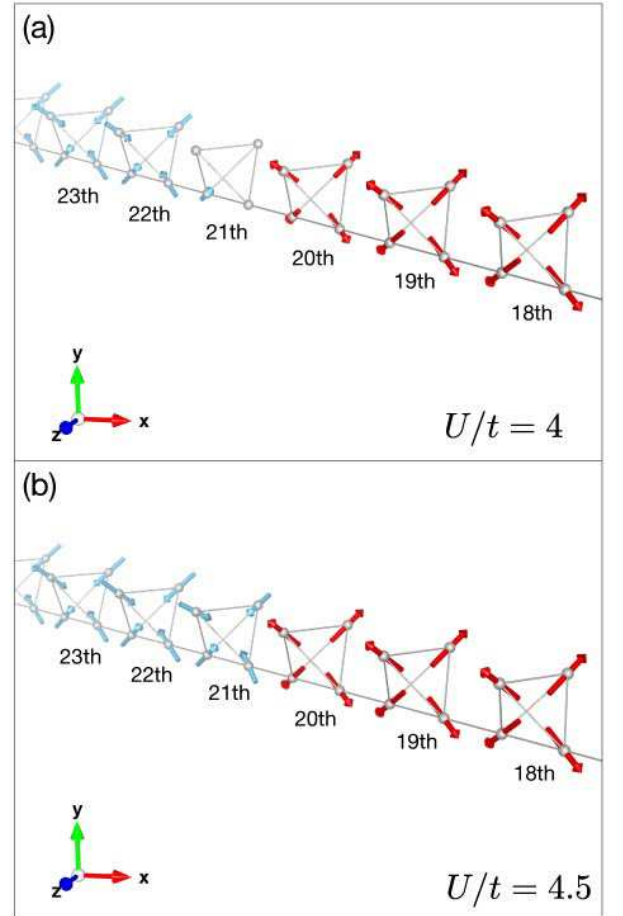 (a)
23th
22th
21th
20th
19th
18th
y
x
z
U/t = 4
(b)
23th
22th
21th
20th
19th
18th
y
x
z
U/t = 4.5